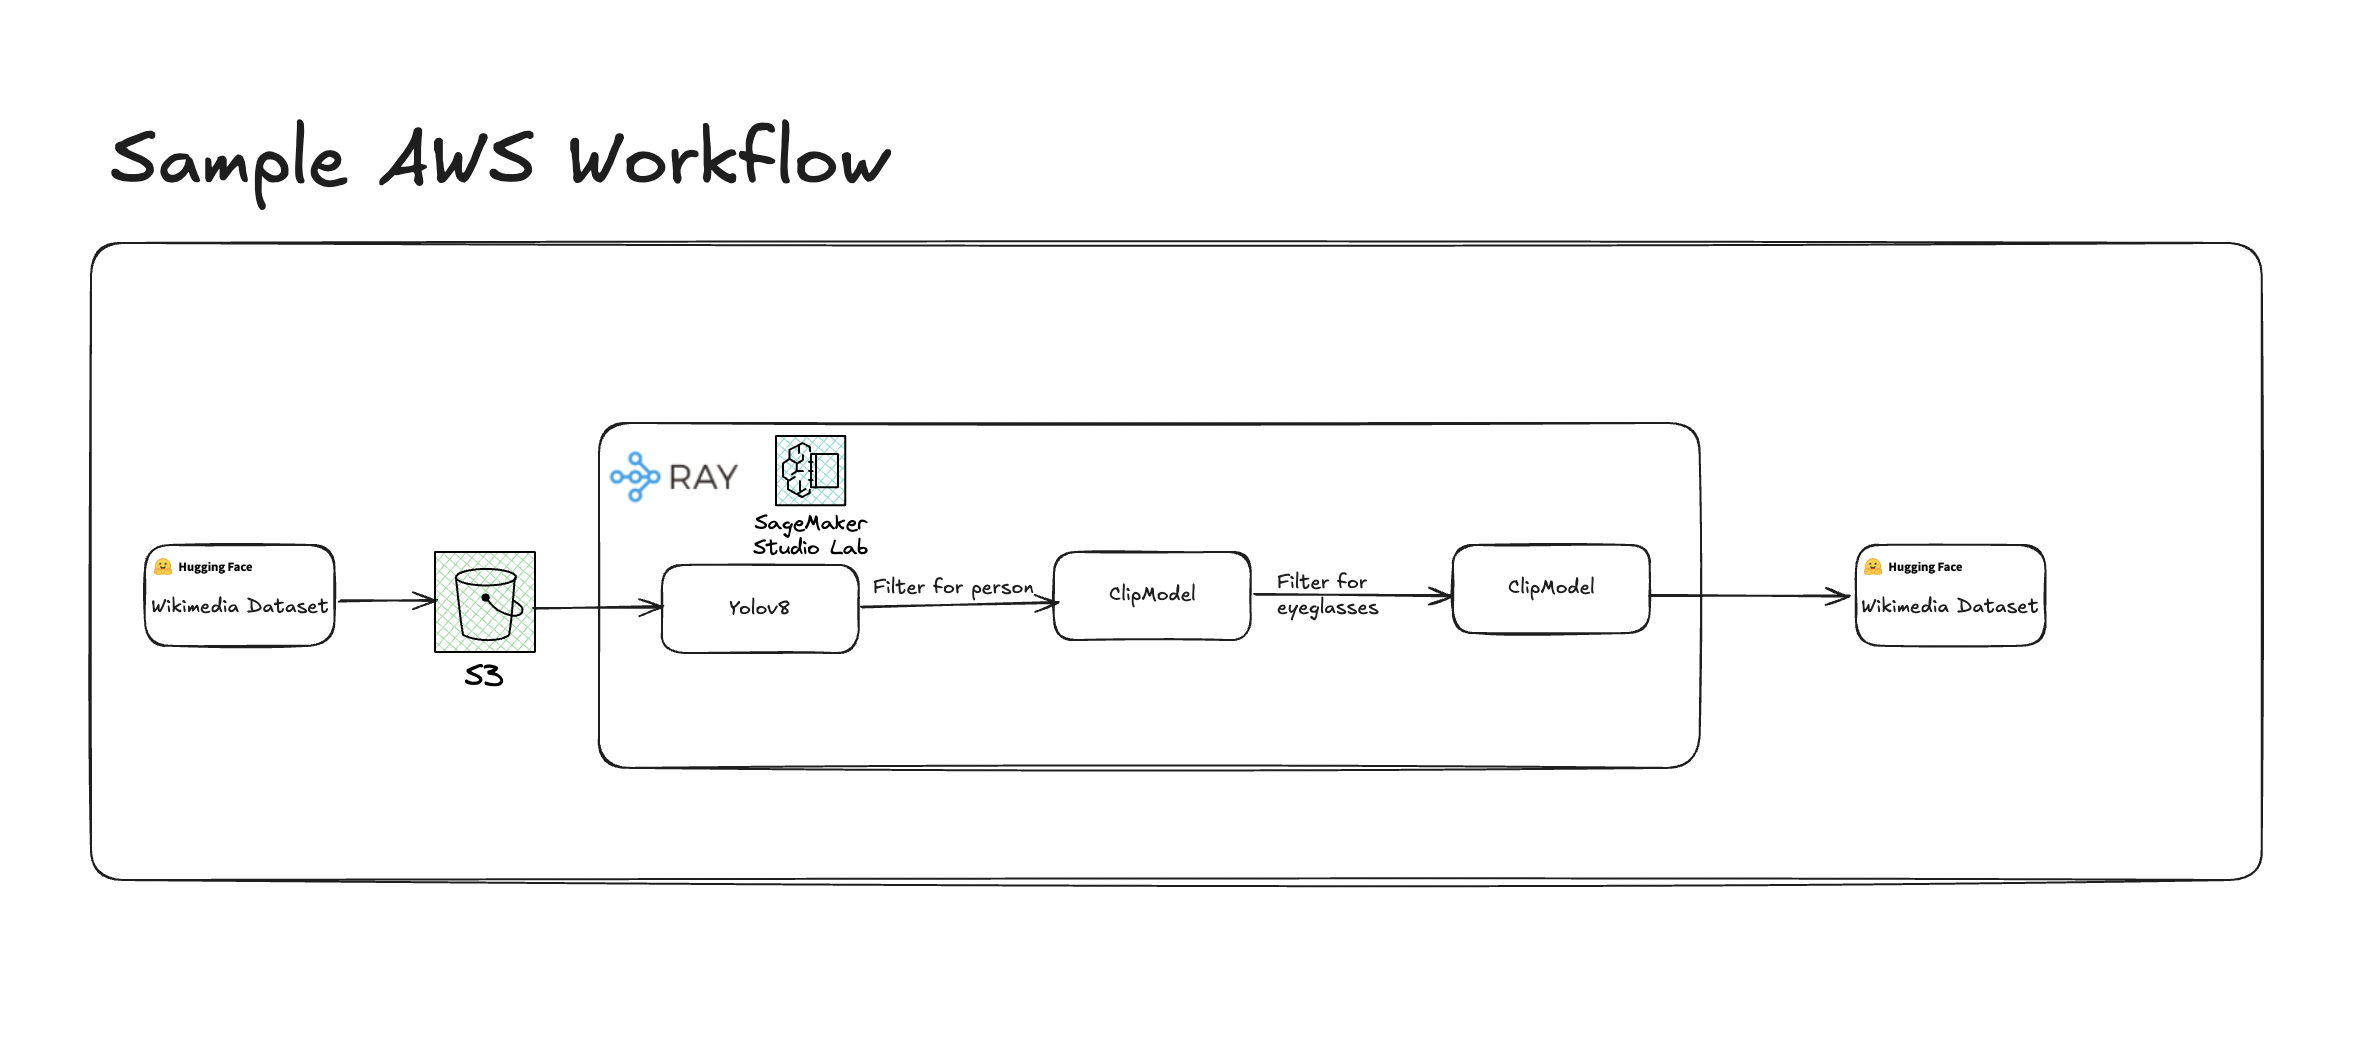 Sample AWS Workflow
Hugging Face
Wikimedia Dataset
S3
RAY
SageMaker
Studio Lab
Yolov8
Filter for person
ClipModel
Filter for
eyeglasses
ClipModel
Hugging Face
Wikimedia Dataset